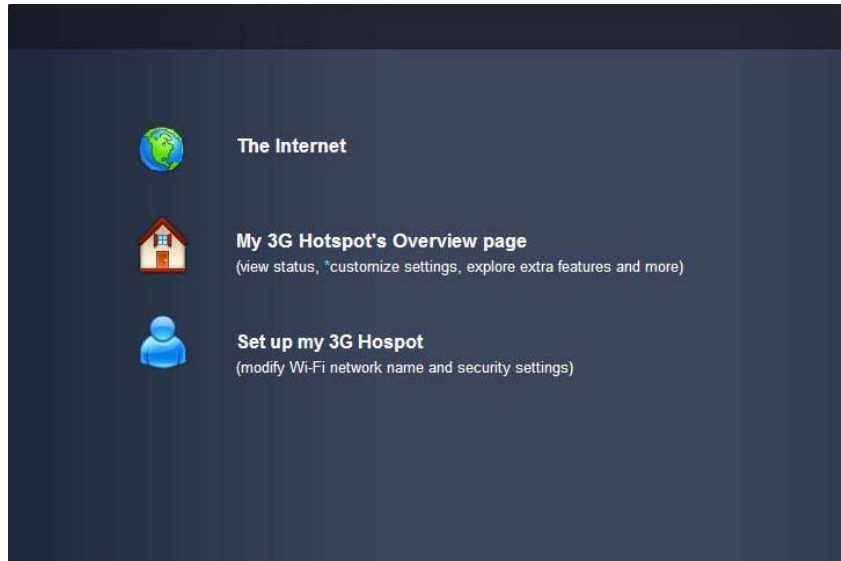 The Internet
My 3G Hotspot's Overview page
(view status, *customize settings, explore extra features and more)
Set up my 3G Hospot
(modify Wi-Fi network name and security settings)